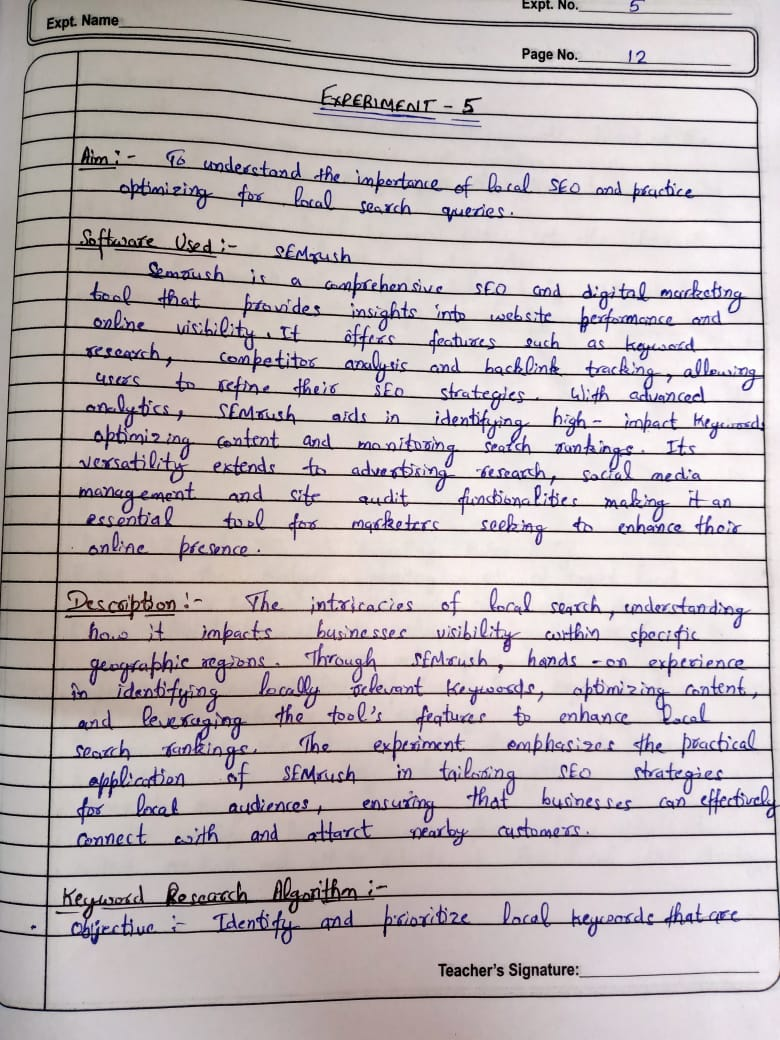 Expt. No. 5
Expt. Name
Page No. 12
EXPERIMENT - 5
Aim :- To understand the importance of local SEO and practice
optimizing for local search queries.
Software Used :- SEMrush
Semrush is a comprehensive SEO and digital marketing
tool that provides insights into website performance and
online visibility. It offers features such as keyword
research, competitor analysis and backlink tracking, allowing
users to refine their SEO strategies. With advanced
analytics, SEMrush aids in identifying high - impact keywords
optimizing content and monitoring search rankings. Its
versatility extends to advertising research, social media
management and site audit functionalities making it an
essential tool for marketers seeking to enhance their
online presence.
Description :- The intricacies of local search, understanding
how it impacts businesses visibility within specific
geographic regions. Through SEMrush, hands - on experience
in identifying locally relevant keywords, optimizing content,
and leveraging the tool's features to enhance local
search rankings. The experiment emphasizes the practical
application of SEMrush in tailoring SEO strategies
for local audiences, ensuring that businesses can effectively
connect with and attarct nearby customers.
Keyword Research Algorithm :-
• Objective :- Identify and prioritize local keywords that are
Teacher's Signature: